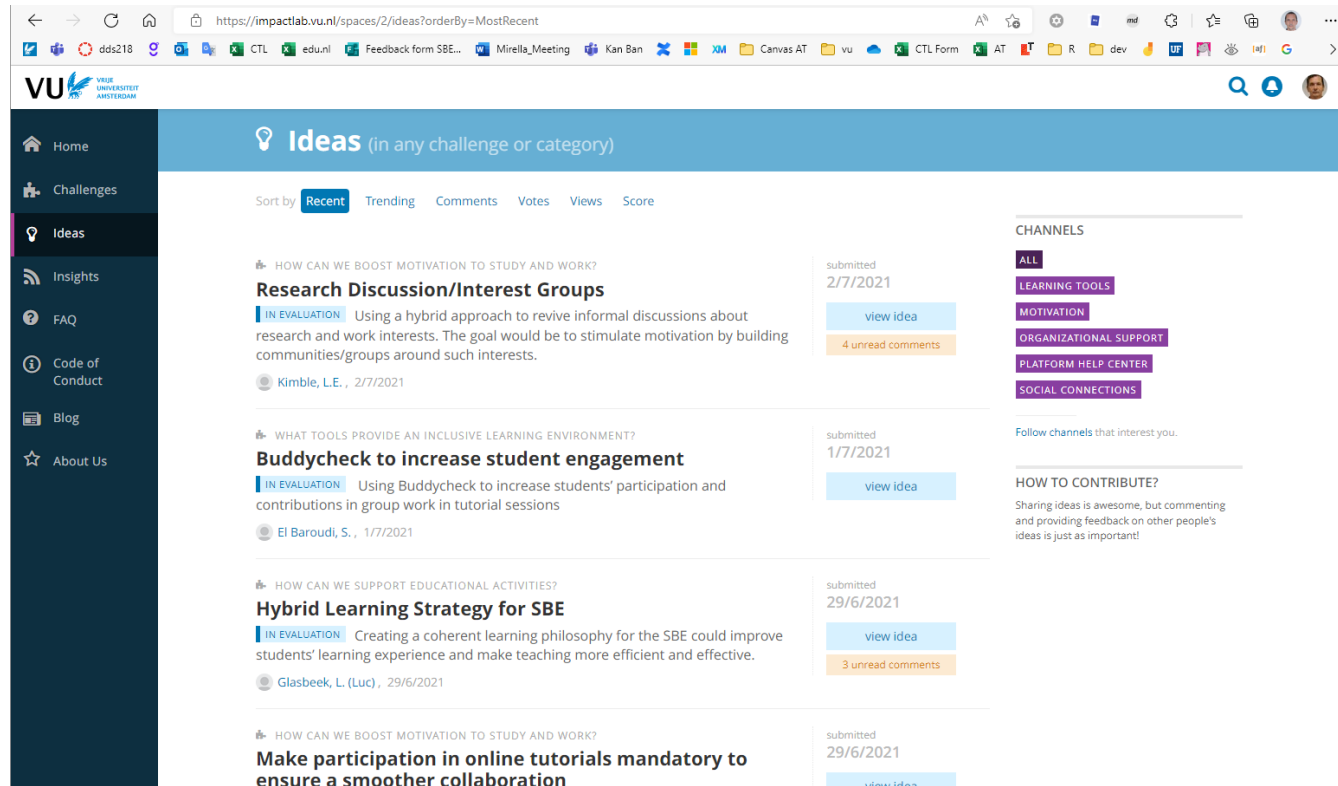 https://impactlab.vu.nl/spaces/2/ideas?orderBy=MostRecent
dds218 CTL edu.nl Feedback form SBE... Mirella_Meeting Kan Ban XM Canvas AT vu CTL Form AT R dev
VU VRIJE UNIVERSITEIT AMSTERDAM
Home
Challenges
Ideas
Insights
FAQ
Code of
Conduct
Blog
About Us
Ideas (in any challenge or category)
Sort by Recent Trending Comments Votes Views Score
HOW CAN WE BOOST MOTIVATION TO STUDY AND WORK?
Research Discussion/Interest Groups
IN EVALUATION Using a hybrid approach to revive informal discussions about
research and work interests. The goal would be to stimulate motivation by building
communities/groups around such interests.
Kimble, L.E. , 2/7/2021
submitted
2/7/2021
view idea
4 unread comments
WHAT TOOLS PROVIDE AN INCLUSIVE LEARNING ENVIRONMENT?
Buddycheck to increase student engagement
IN EVALUATION Using Buddycheck to increase students' participation and
contributions in group work in tutorial sessions
El Baroudi, S. , 1/7/2021
submitted
1/7/2021
view idea
HOW CAN WE SUPPORT EDUCATIONAL ACTIVITIES?
Hybrid Learning Strategy for SBE
IN EVALUATION Creating a coherent learning philosophy for the SBE could improve
students' learning experience and make teaching more efficient and effective.
Glasbeek, L. (Luc) , 29/6/2021
submitted
29/6/2021
view idea
3 unread comments
HOW CAN WE BOOST MOTIVATION TO STUDY AND WORK?
Make participation in online tutorials mandatory to
ensure a smoother collaboration
submitted
29/6/2021
view idea
CHANNELS
ALL
LEARNING TOOLS
MOTIVATION
ORGANIZATIONAL SUPPORT
PLATFORM HELP CENTER
SOCIAL CONNECTIONS
Follow channels that interest you.
HOW TO CONTRIBUTE?
Sharing ideas is awesome, but commenting
and providing feedback on other people's
ideas is just as important!